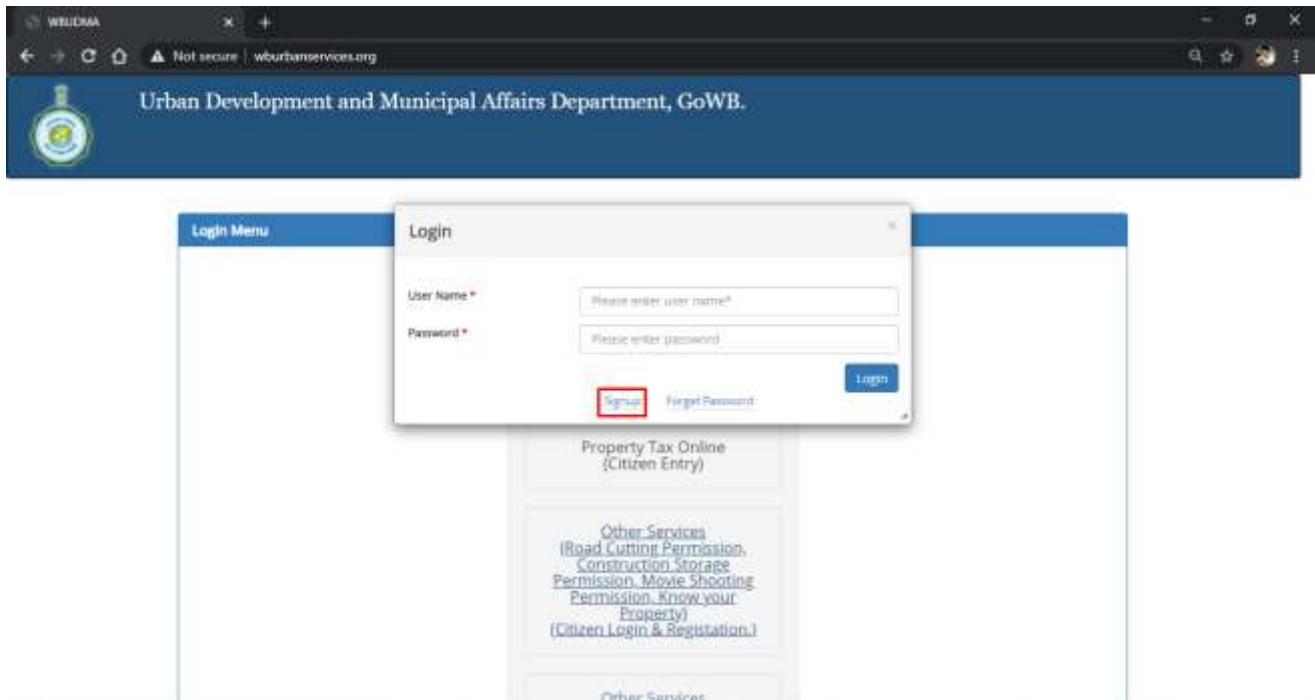 WBUDMA
Not secure | wburbanservices.org
Urban Development and Municipal Affairs Department, GoWB.
Login Menu
Login
User Name *
Please enter user name*
Password *
Please enter password
Login
Signup Forget Password
Property Tax Online
(Citizen Entry)
Other Services
(Road Cutting Permission,
Construction Storage
Permission, Movie Shooting
Permission, Know your
Property)
(Citizen Login & Registation.)
Other Services